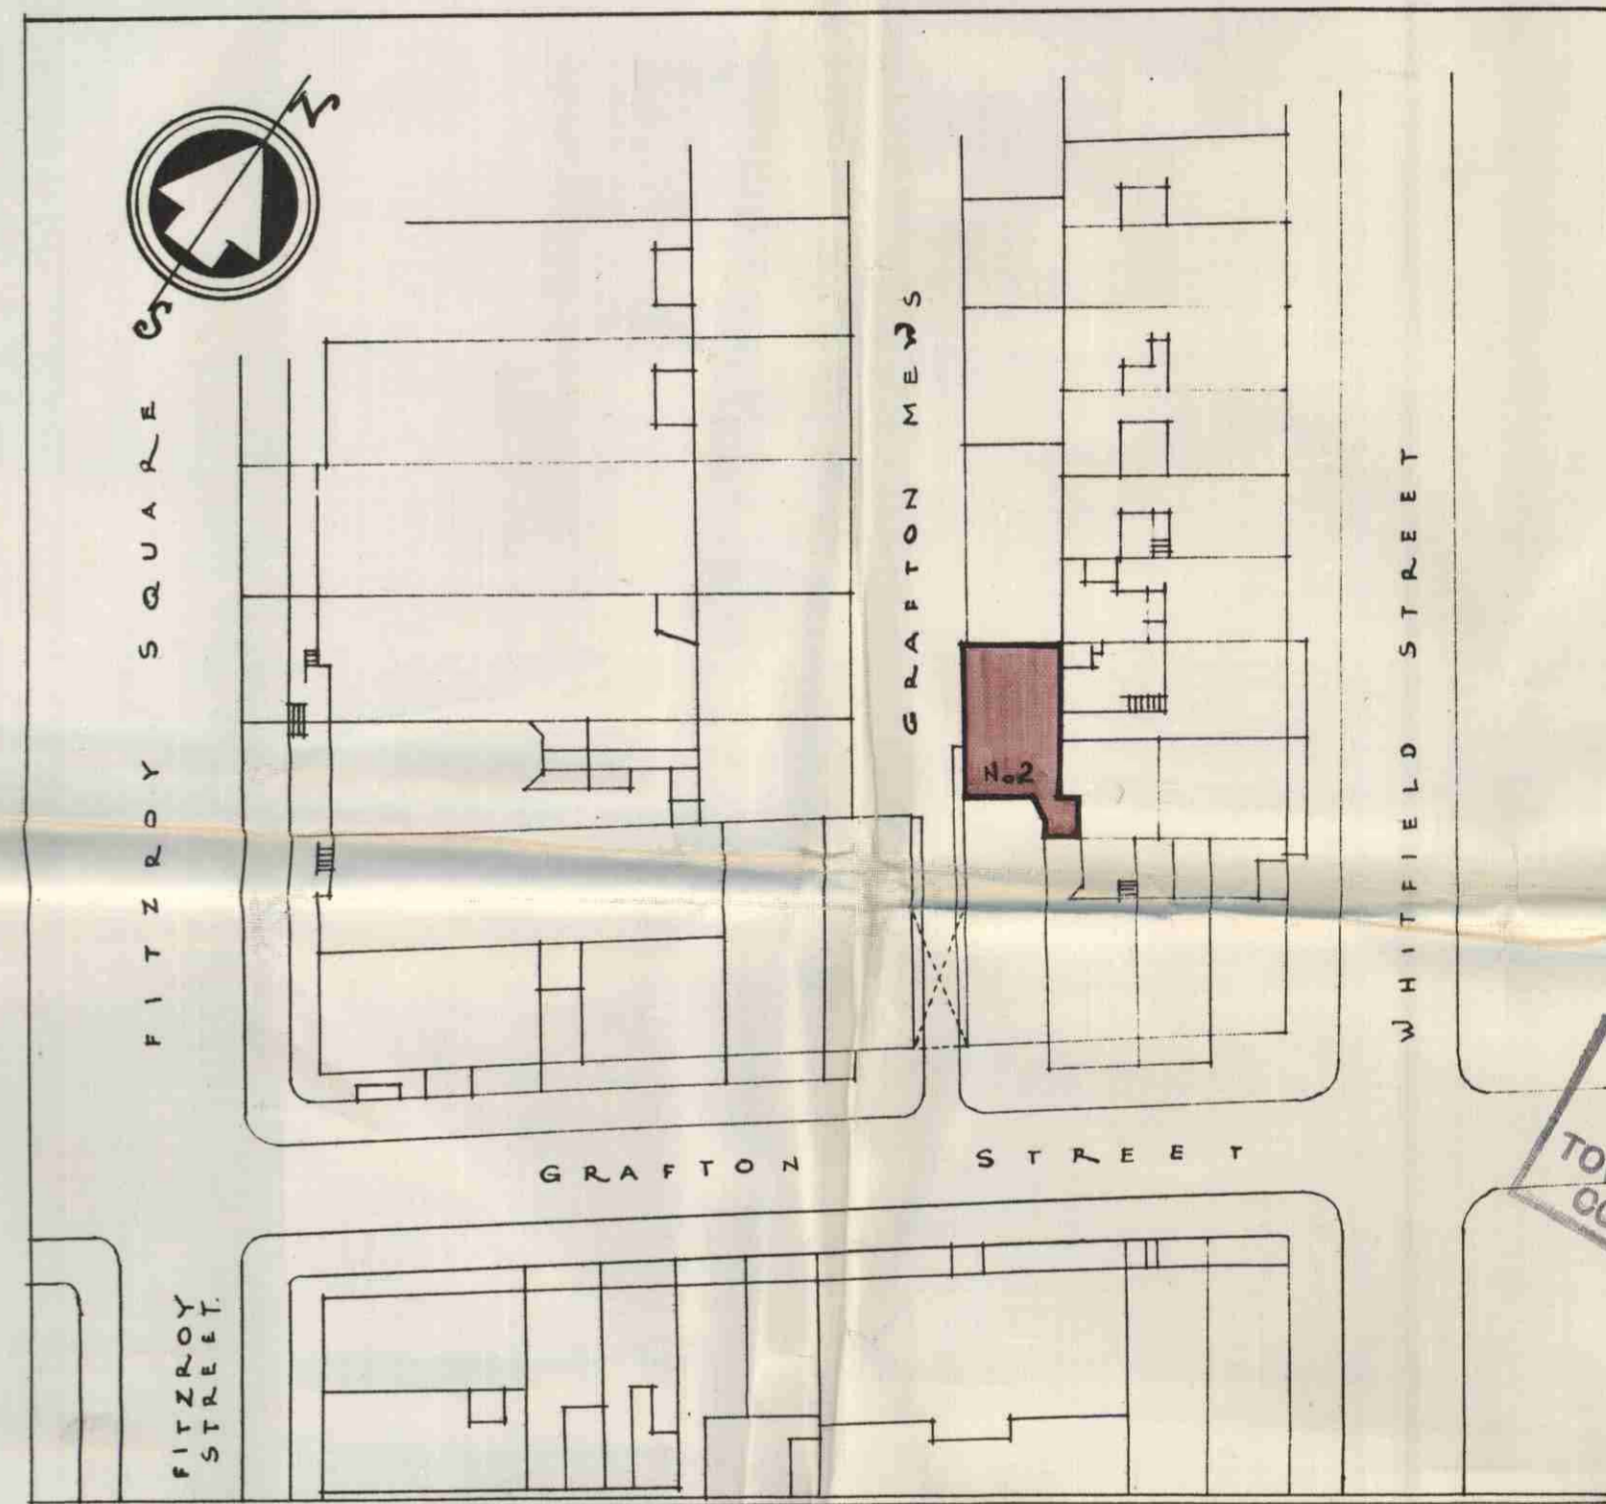 N
S
FITZROY SQUARE
GRAFTON MEWS
WHITFIELD STREET
No 2
GRAFTON STREET
FITZROY
STREET.